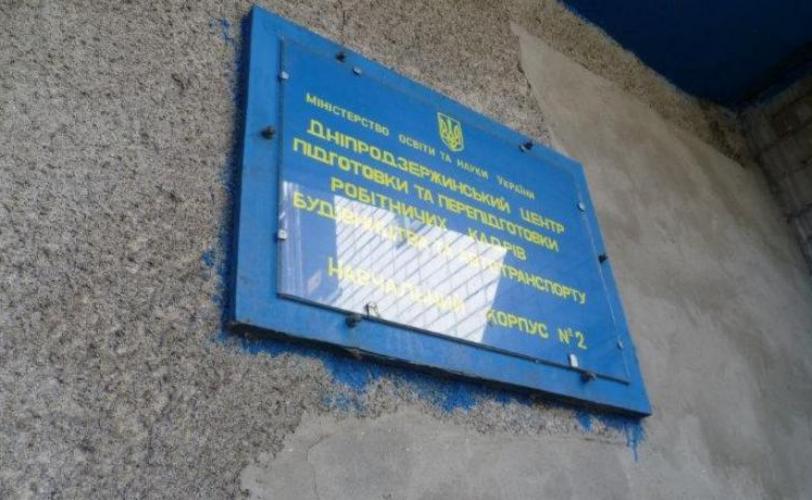 Міністерство освіти та науки України
ДНІПРОДЗЕРЖИНСЬКИЙ ЦЕНТР
ПІДГОТОВКИ ТА ПЕРЕПІДГОТОВКИ
РОБІТНИЧИХ КАДРІВ
БУДІВНИЦТВА ТА АВТОТРАНСПОРТУ
НАВЧАЛЬНИЙ КОРПУС №2